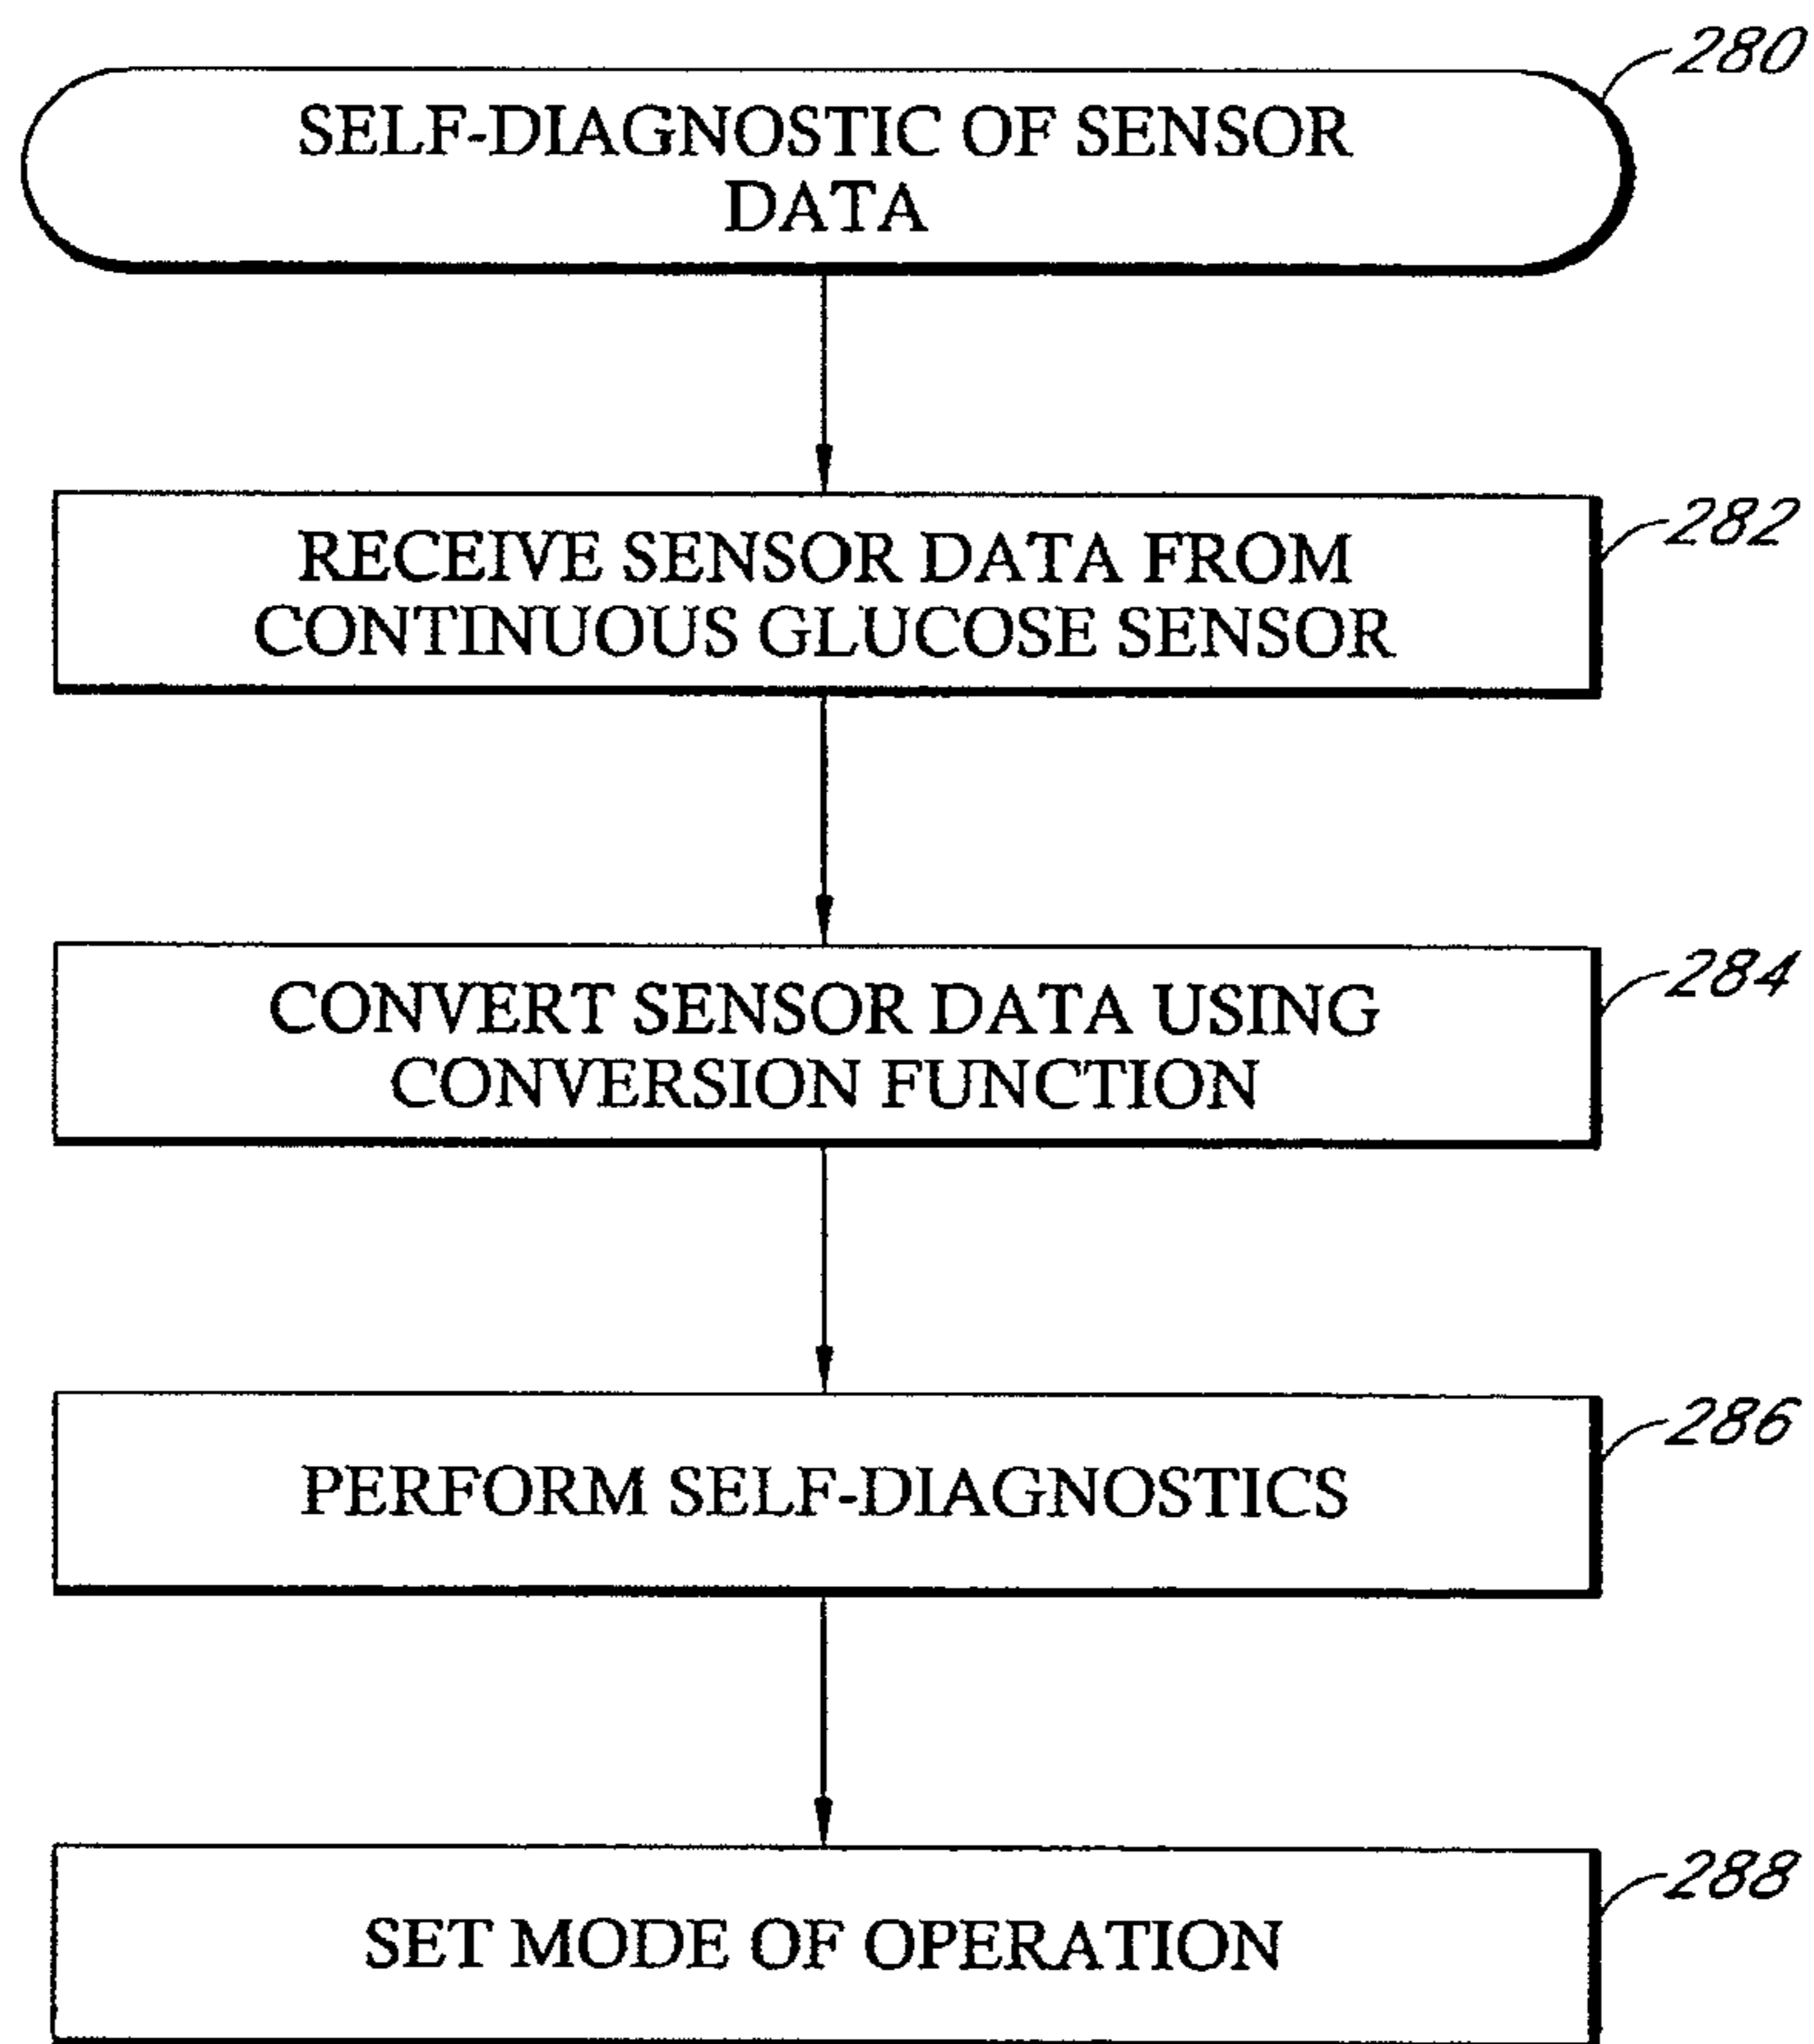 280
SELF-DIAGNOSTIC OF SENSOR
DATA
282
RECEIVE SENSOR DATA FROM
CONTINUOUS GLUCOSE SENSOR
284
CONVERT SENSOR DATA USING
CONVERSION FUNCTION
286
PERFORM SELF-DIAGNOSTICS
288
SET MODE OF OPERATION